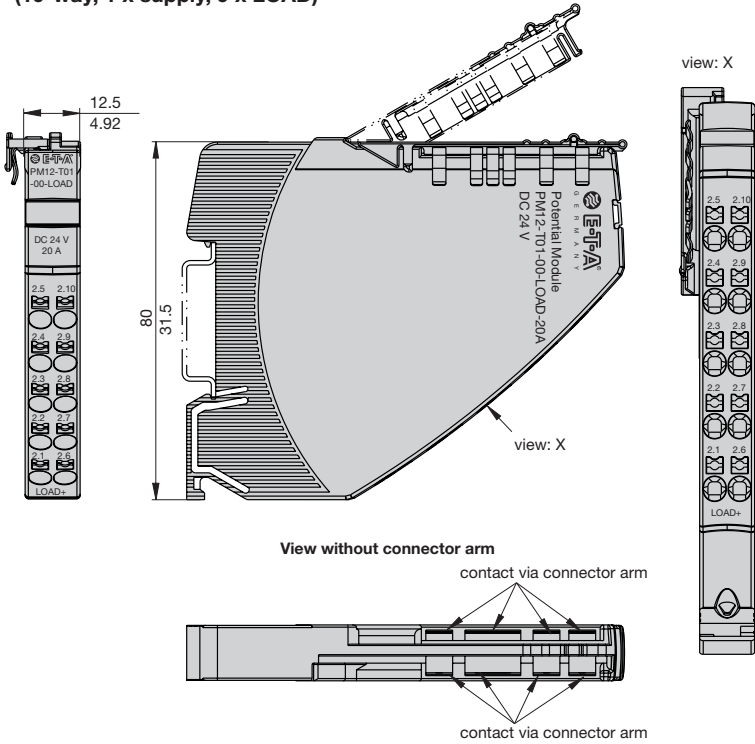 (10-way, 1 x supply, 9 x LOAD)
view: X
12.5
4.92
E-T-A
PM12-T01
-00-LOAD
DC 24 V
20 A
2.5 2.10
2.4 2.9
2.3 2.8
2.2 2.7
2.1 2.6
LOAD+
80
31.5
E-T-A®
GERMANY
Potential Module
PM12-T01-00-LOAD-20A
DC 24 V
view: X
2.5 2.10
2.4 2.9
2.3 2.8
2.2 2.7
2.1 2.6
LOAD+
View without connector arm
contact via connector arm
contact via connector arm